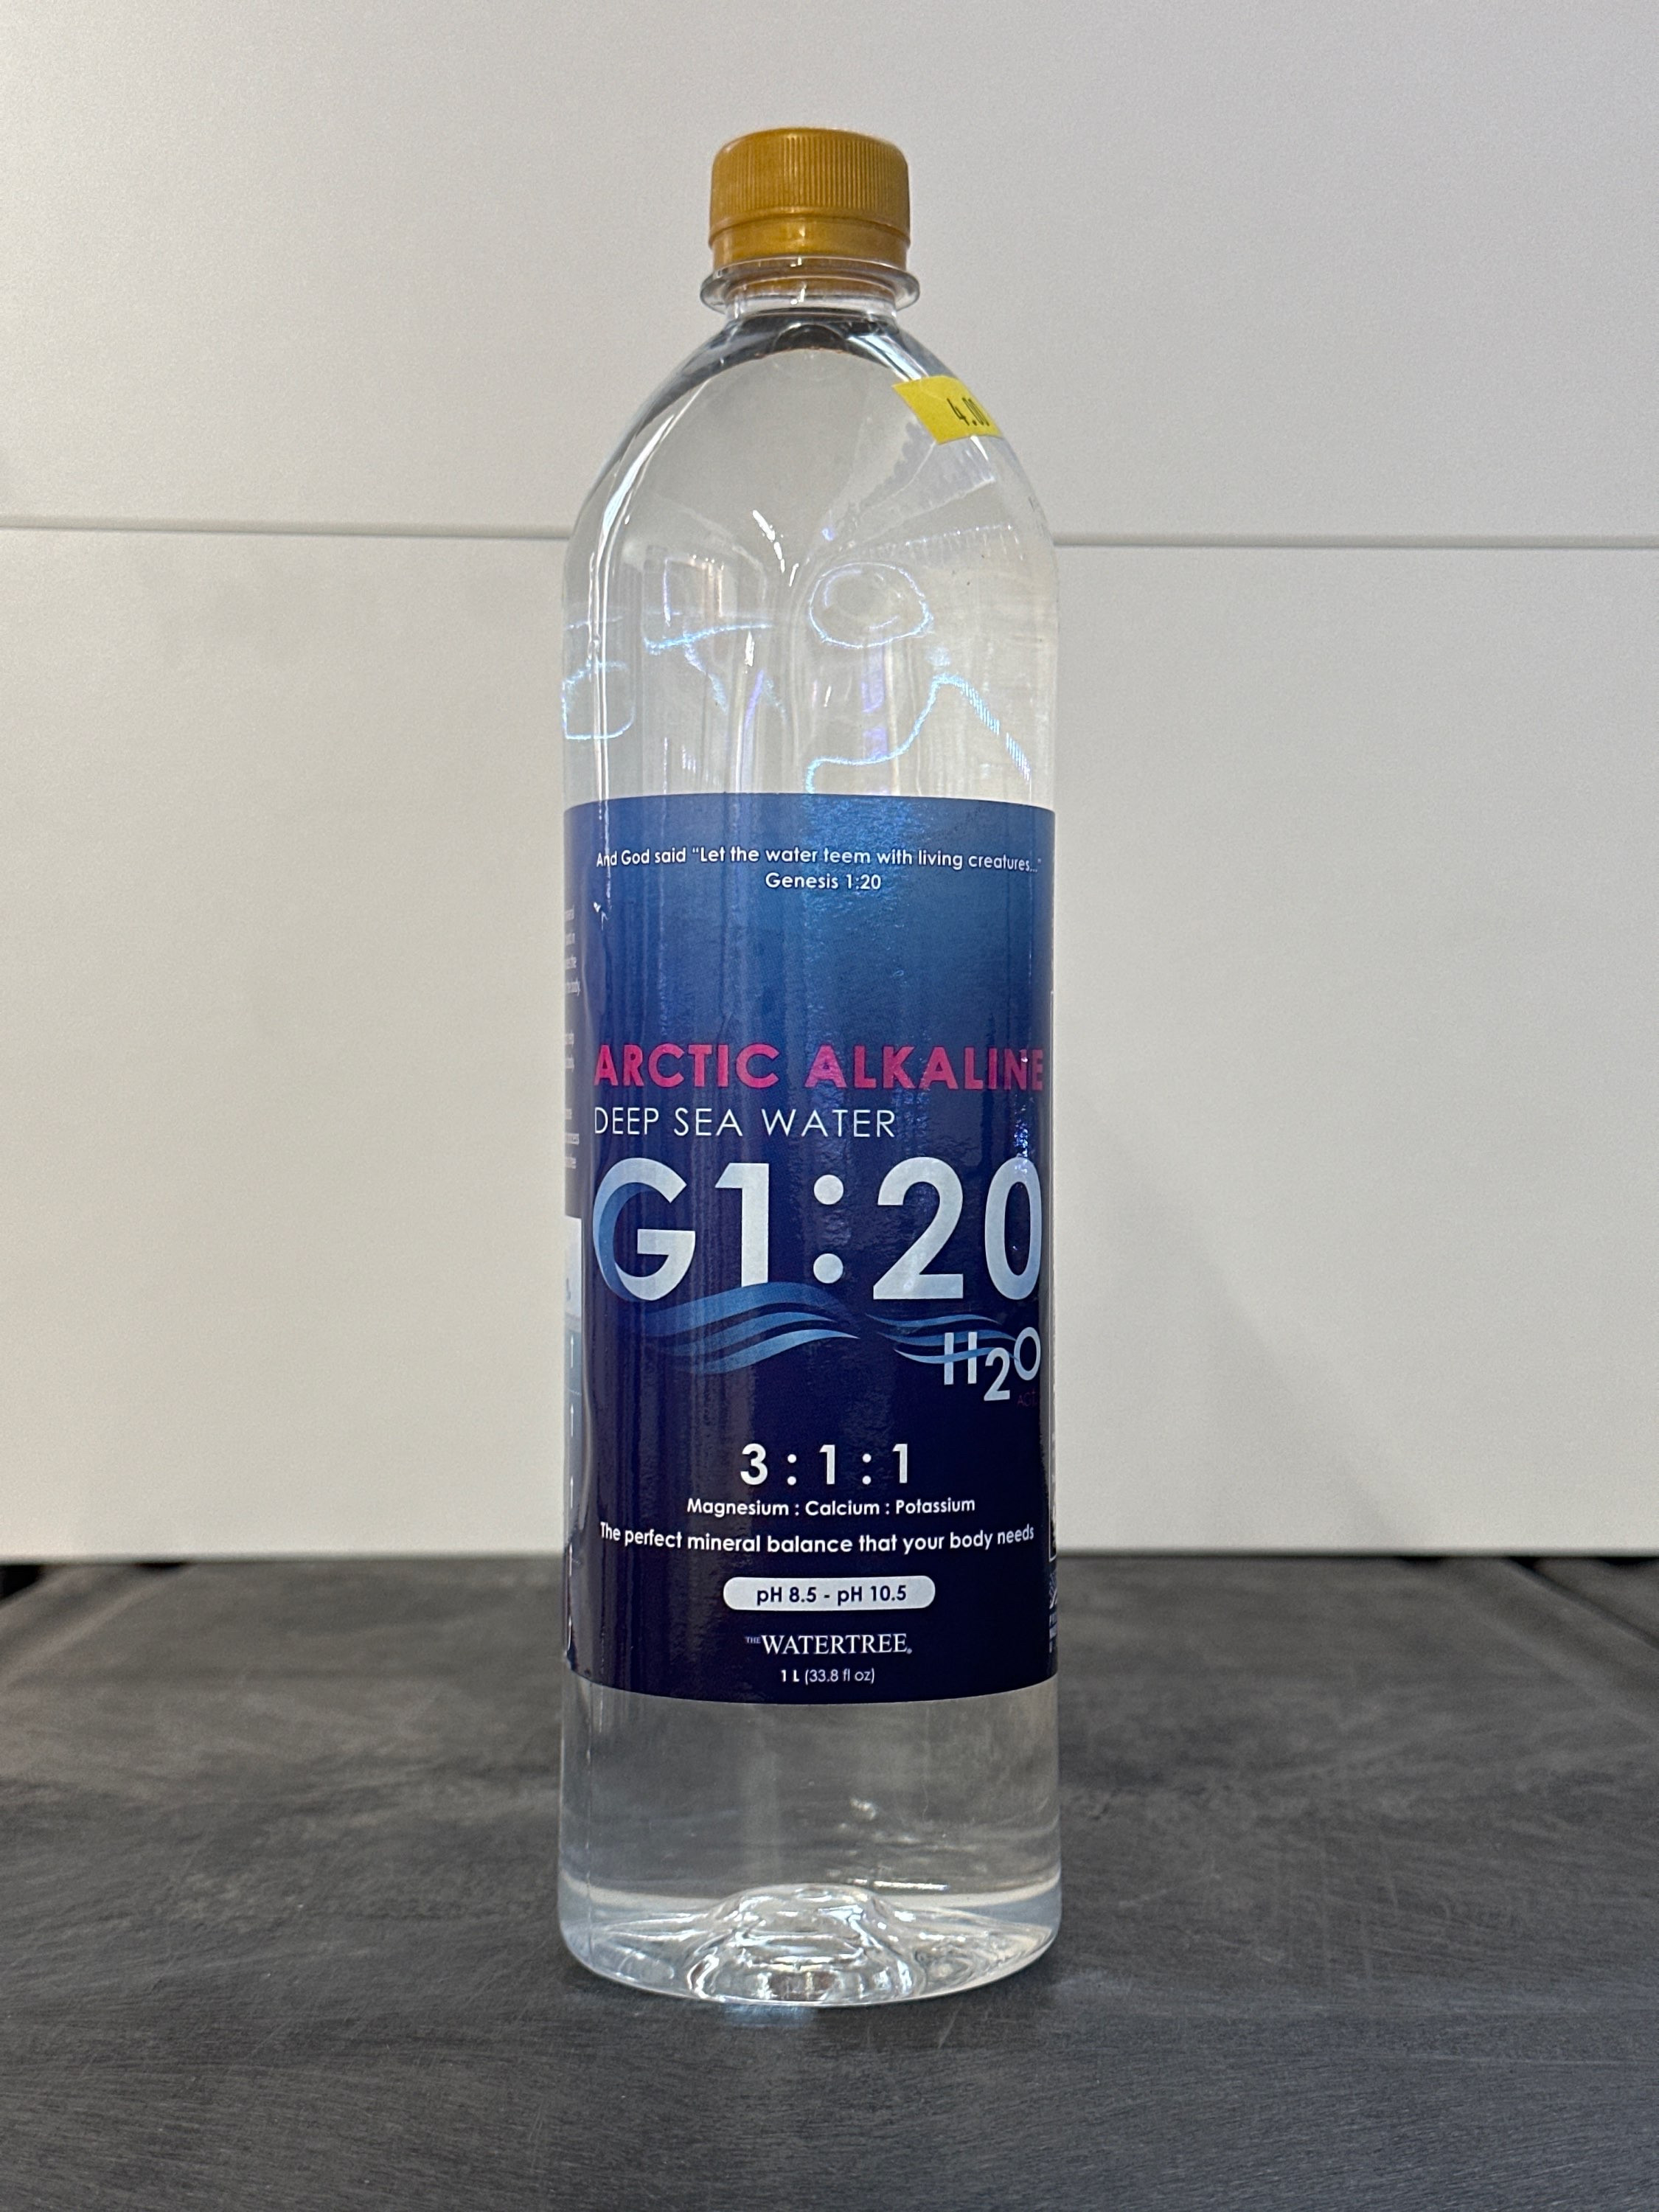 4.00
And God said "Let the water teem with living creatures..."
Genesis 1:20
ARCTIC ALKALINE
DEEP SEA WATER
G1:20
H2O
3 : 1 : 1
Magnesium : Calcium : Potassium
The perfect mineral balance that your body needs
pH 8.5 - pH 10.5
THE WATERTREE®
1 L (33.8 fl oz)